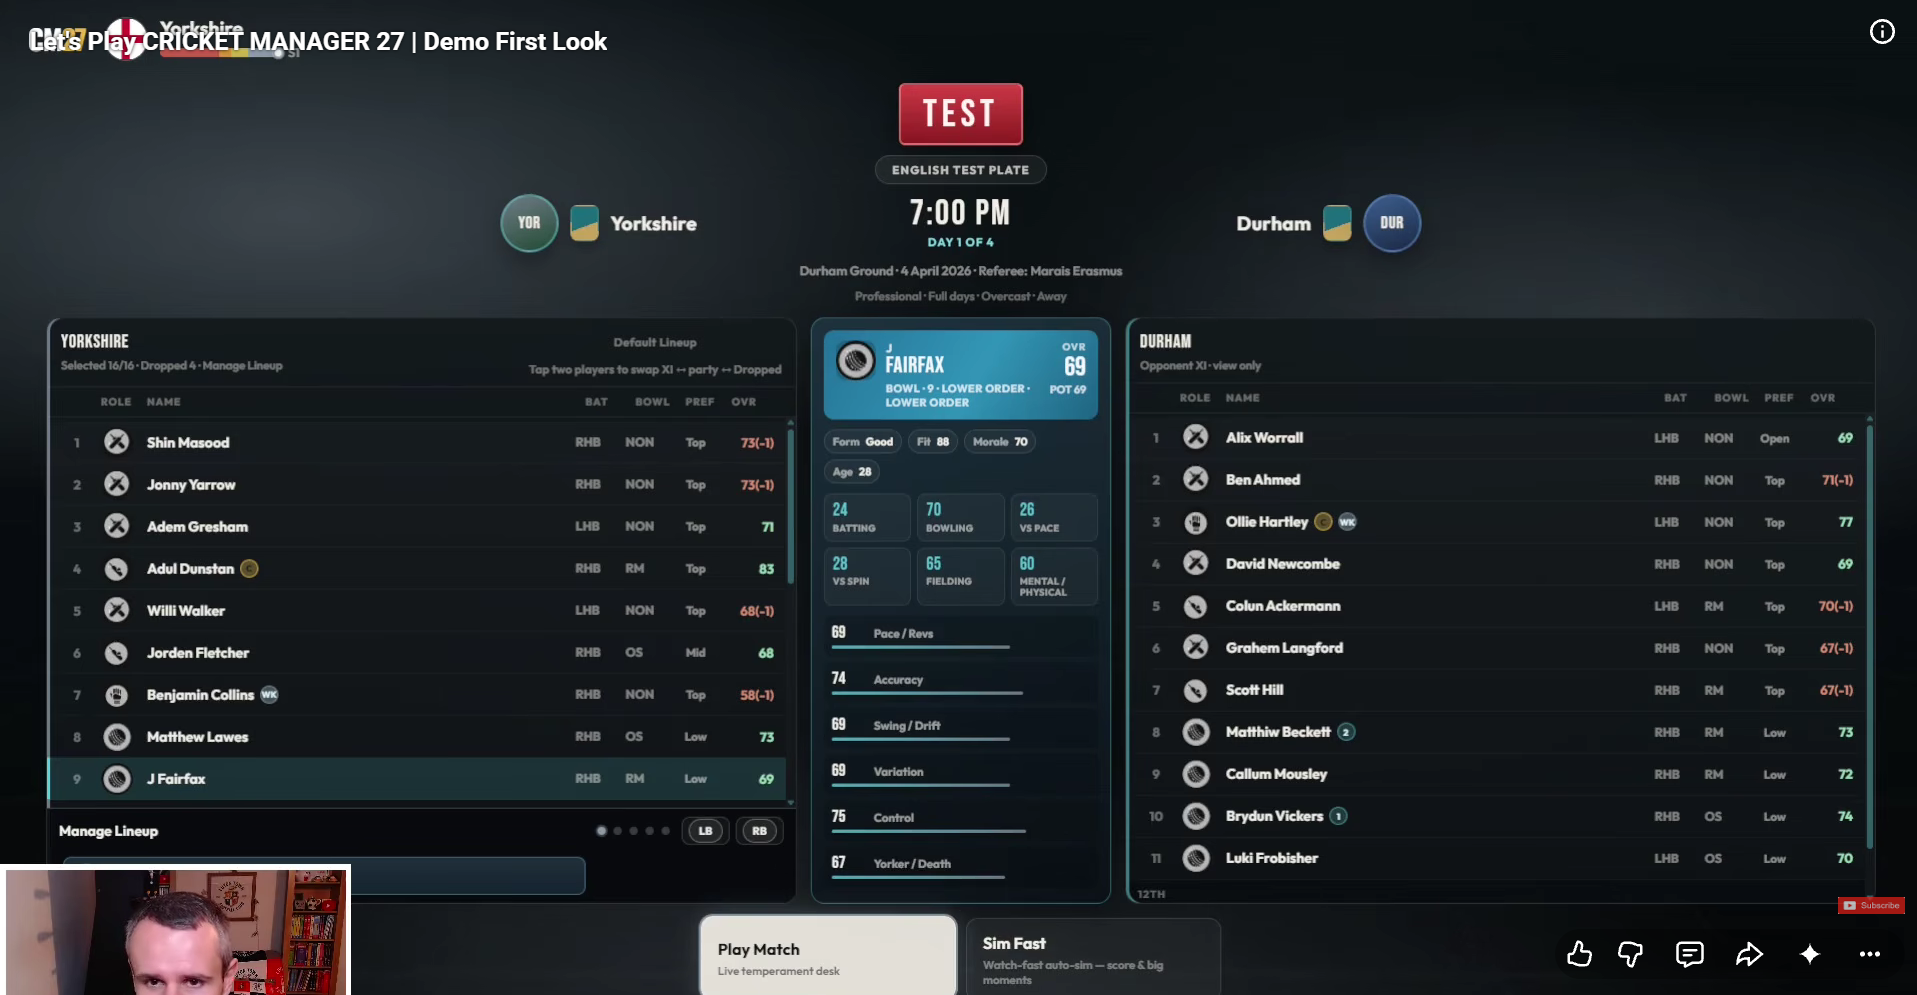 Let's Play CRICKET MANAGER 27 | Demo First Look
CM27
Yorkshire
51
TEST
ENGLISH TEST PLATE
7:00 PM
DAY 1 OF 4
YOR
Yorkshire
Durham
DUR
Durham Ground · 4 April 2026 · Referee: Marais Erasmus
Professional · Full days · Overcast · Away
YORKSHIRE
Default Lineup
Selected 16/16 · Dropped 4 · Manage Lineup
Tap two players to swap XI ↔ party ↔ Dropped
ROLE NAME BAT BOWL PREF OVR
1 Shin Masood RHB NON Top 73(-1)
2 Jonny Yarrow RHB NON Top 73(-1)
3 Adem Gresham LHB NON Top 71
4 Adul Dunstan C RHB RM Top 83
5 Willi Walker LHB NON Top 68(-1)
6 Jorden Fletcher RHB OS Mid 68
7 Benjamin Collins WK RHB NON Top 58(-1)
8 Matthew Lawes RHB OS Low 73
9 J Fairfax RHB RM Low 69
Manage Lineup
LB RB
J
FAIRFAX
BOWL · 9 · LOWER ORDER ·
LOWER ORDER
OVR
69
POT 69
Form Good Fit 88 Morale 70
Age 28
24 BATTING
70 BOWLING
26 VS PACE
28 VS SPIN
65 FIELDING
60 MENTAL /
PHYSICAL
69 Pace / Revs
74 Accuracy
69 Swing / Drift
69 Variation
75 Control
67 Yorker / Death
DURHAM
Opponent XI · view only
ROLE NAME BAT BOWL PREF OVR
1 Alix Worrall LHB NON Open 69
2 Ben Ahmed RHB NON Top 71(-1)
3 Ollie Hartley C WK LHB NON Top 77
4 David Newcombe RHB NON Top 69
5 Colun Ackermann LHB RM Top 70(-1)
6 Grahem Langford RHB NON Top 67(-1)
7 Scott Hill RHB RM Top 67(-1)
8 Matthiw Beckett 2 RHB RM Low 73
9 Callum Mousley RHB RM Low 72
10 Brydun Vickers 1 RHB OS Low 74
11 Luki Frobisher LHB OS Low 70
12TH
Play Match
Live temperament desk
Sim Fast
Watch-fast auto-sim — score & big
moments
Subscribe